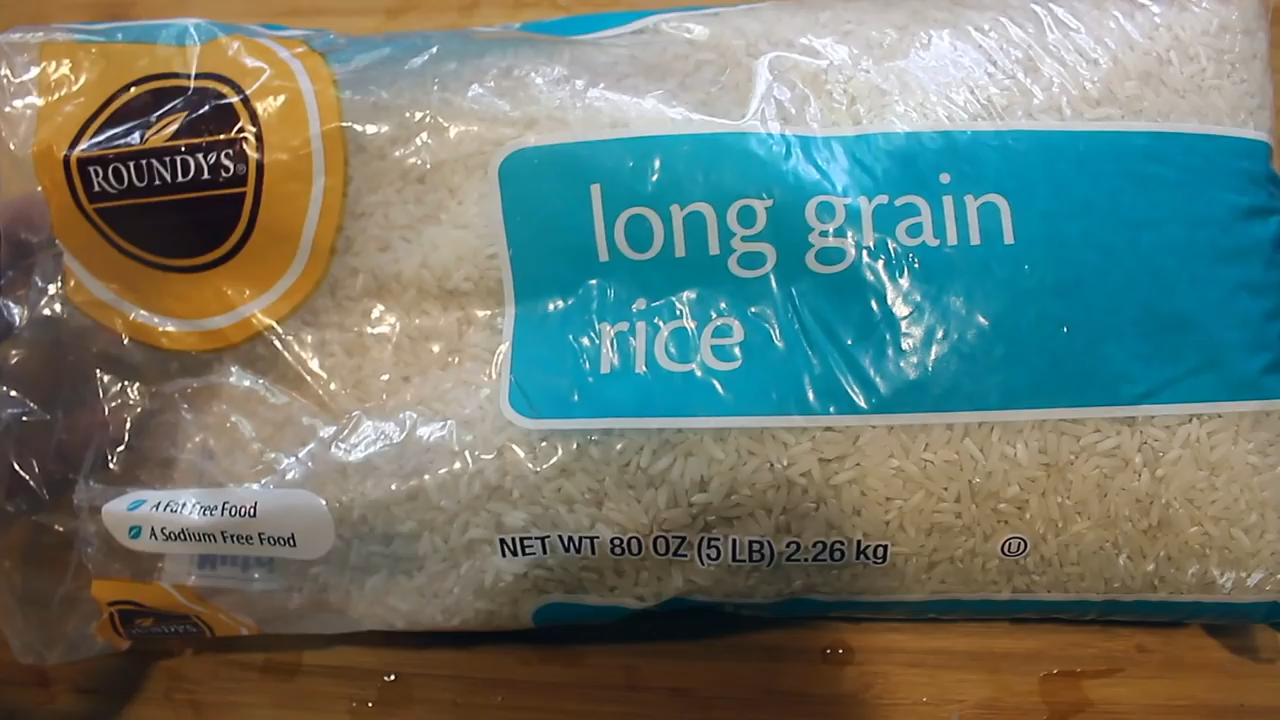 ROUNDY'S®
long grain
rice
A Fat Free Food
A Sodium Free Food
NET WT 80 OZ (5 LB) 2.26 kg
U
ROUNDY'S